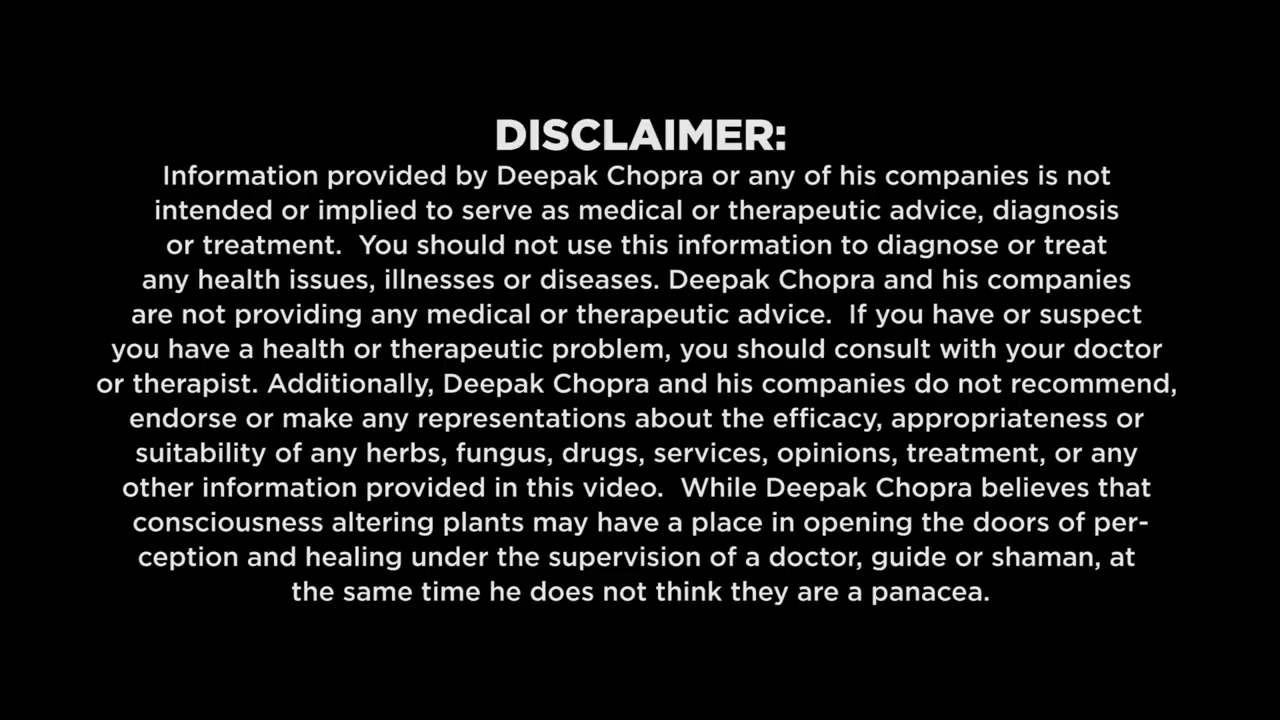 DISCLAIMER:
Information provided by Deepak Chopra or any of his companies is not
intended or implied to serve as medical or therapeutic advice, diagnosis
or treatment.  You should not use this information to diagnose or treat
any health issues, illnesses or diseases. Deepak Chopra and his companies
are not providing any medical or therapeutic advice.  If you have or suspect
you have a health or therapeutic problem, you should consult with your doctor
or therapist. Additionally, Deepak Chopra and his companies do not recommend,
endorse or make any representations about the efficacy, appropriateness or
suitability of any herbs, fungus, drugs, services, opinions, treatment, or any
other information provided in this video.  While Deepak Chopra believes that
consciousness altering plants may have a place in opening the doors of per-
ception and healing under the supervision of a doctor, guide or shaman, at
the same time he does not think they are a panacea.